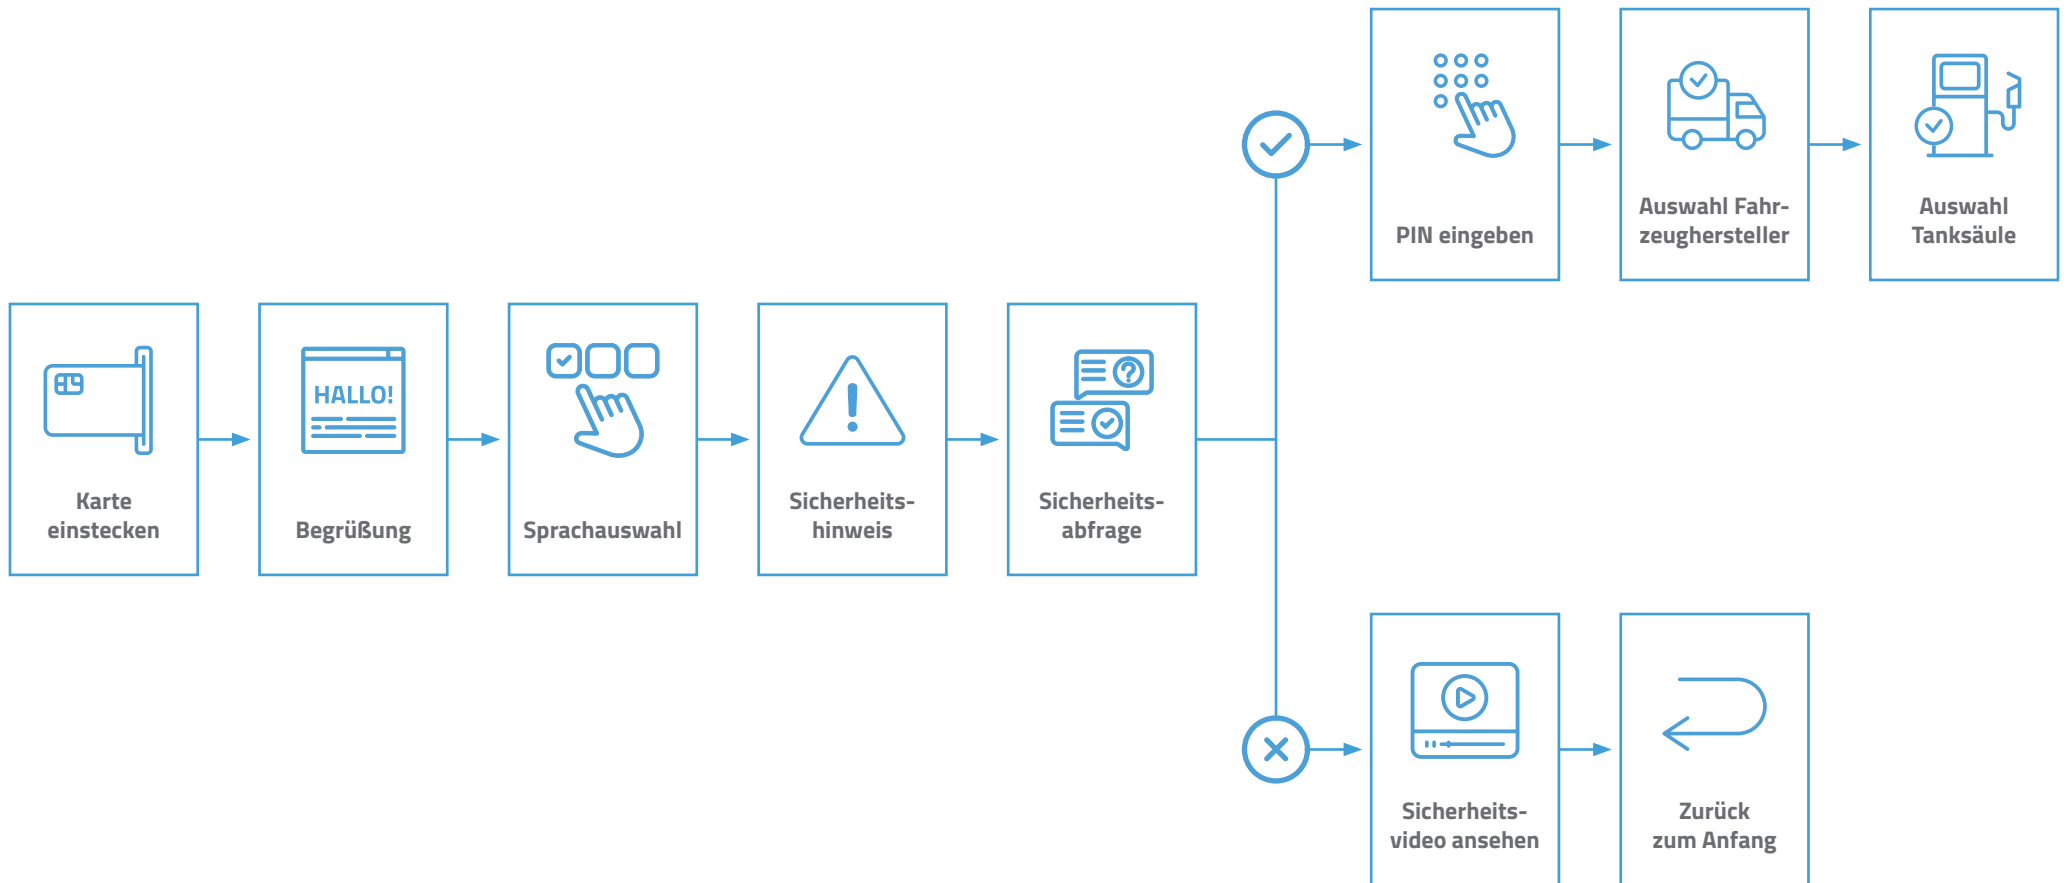 PIN eingeben
Auswahl Fahr-
zeughersteller
Auswahl
Tanksäule
HALLO!
Karte
einstecken
Begrüßung
Sprachauswahl
Sicherheits-
hinweis
Sicherheits-
abfrage
Sicherheits-
video ansehen
Zurück
zum Anfang